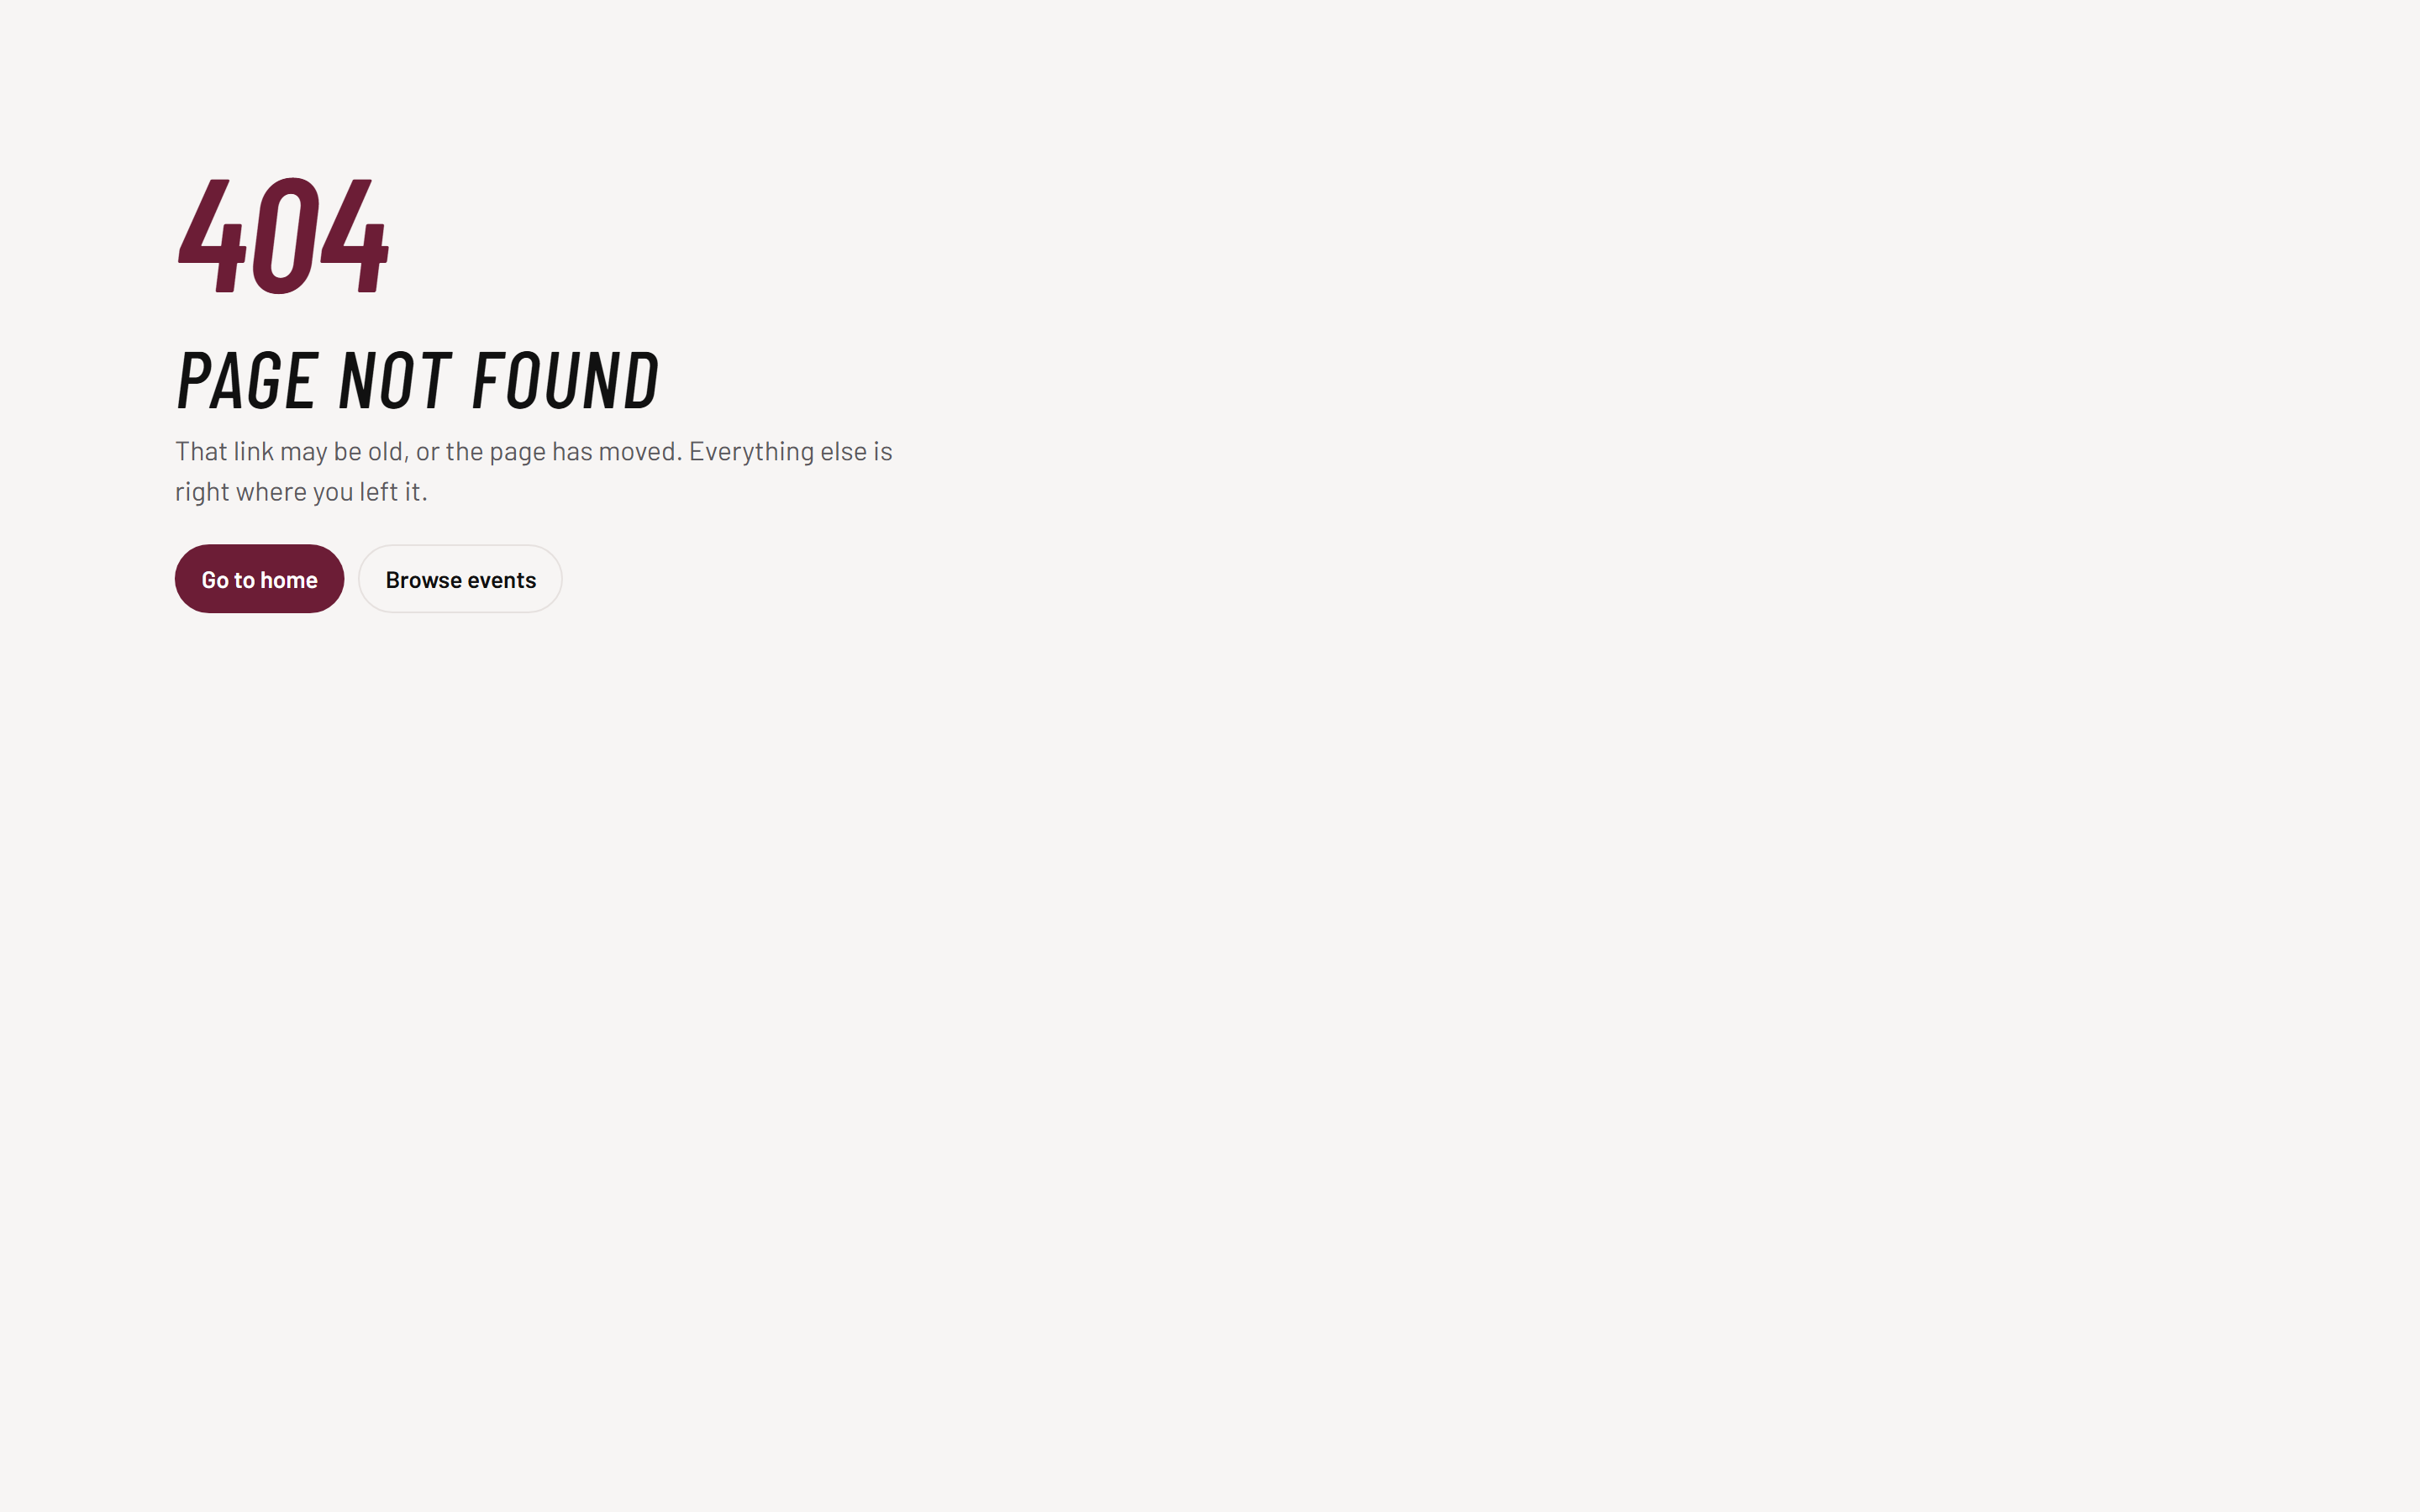 404
PAGE NOT FOUND
That link may be old, or the page has moved. Everything else is
right where you left it.
Go to home
Browse events